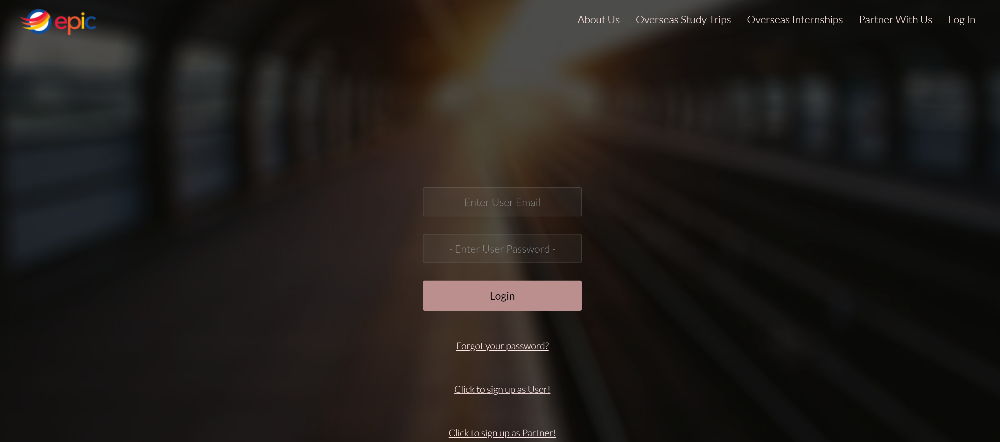 epic
About Us
Overseas Study Trips
Overseas Internships
Partner With Us
Log In
- Enter User Email -
- Enter User Password -
Login
Forgot your password?
Click to sign up as User!
Click to sign up as Partner!